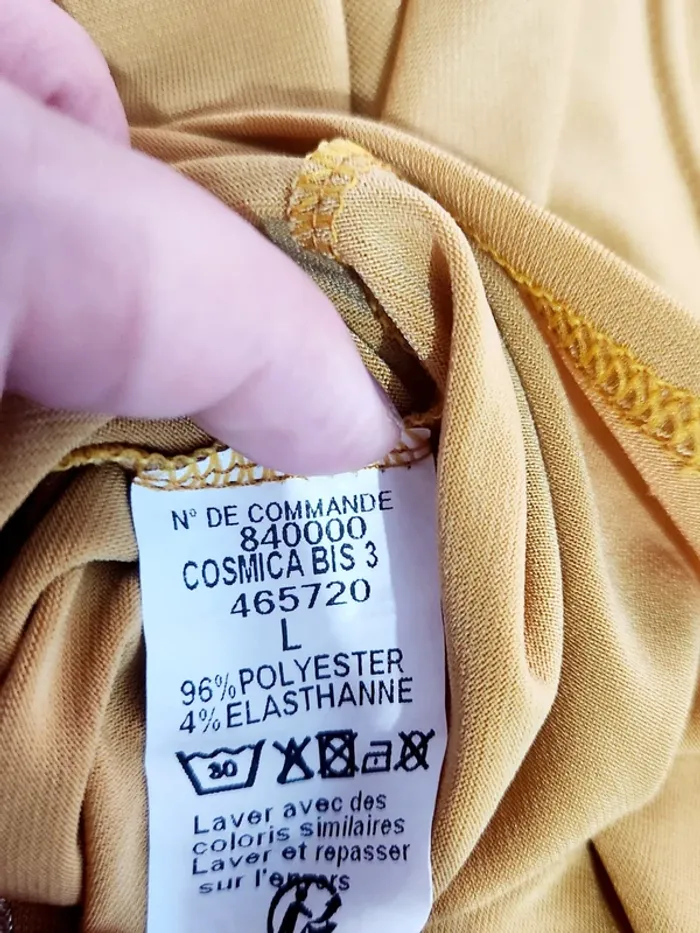 N° DE COMMANDE
840000
COSMICA BIS 3
465720
L
96% POLYESTER
4% ELASTHANNE
30
Laver avec des
coloris similaires
Laver et repasser
sur l'envers